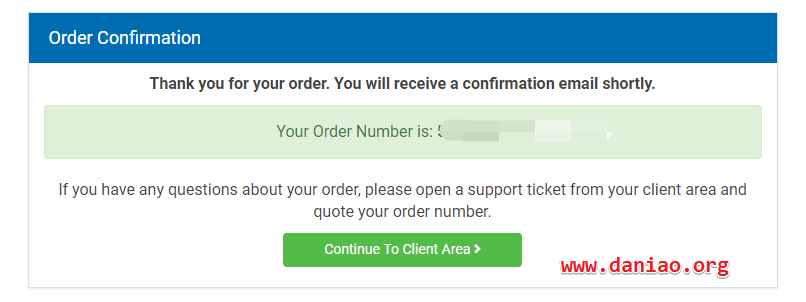 Order Confirmation
Thank you for your order. You will receive a confirmation email shortly.
Your Order Number is: 5
If you have any questions about your order, please open a support ticket from your client area and
quote your order number.
Continue To Client Area
www.daniao.org